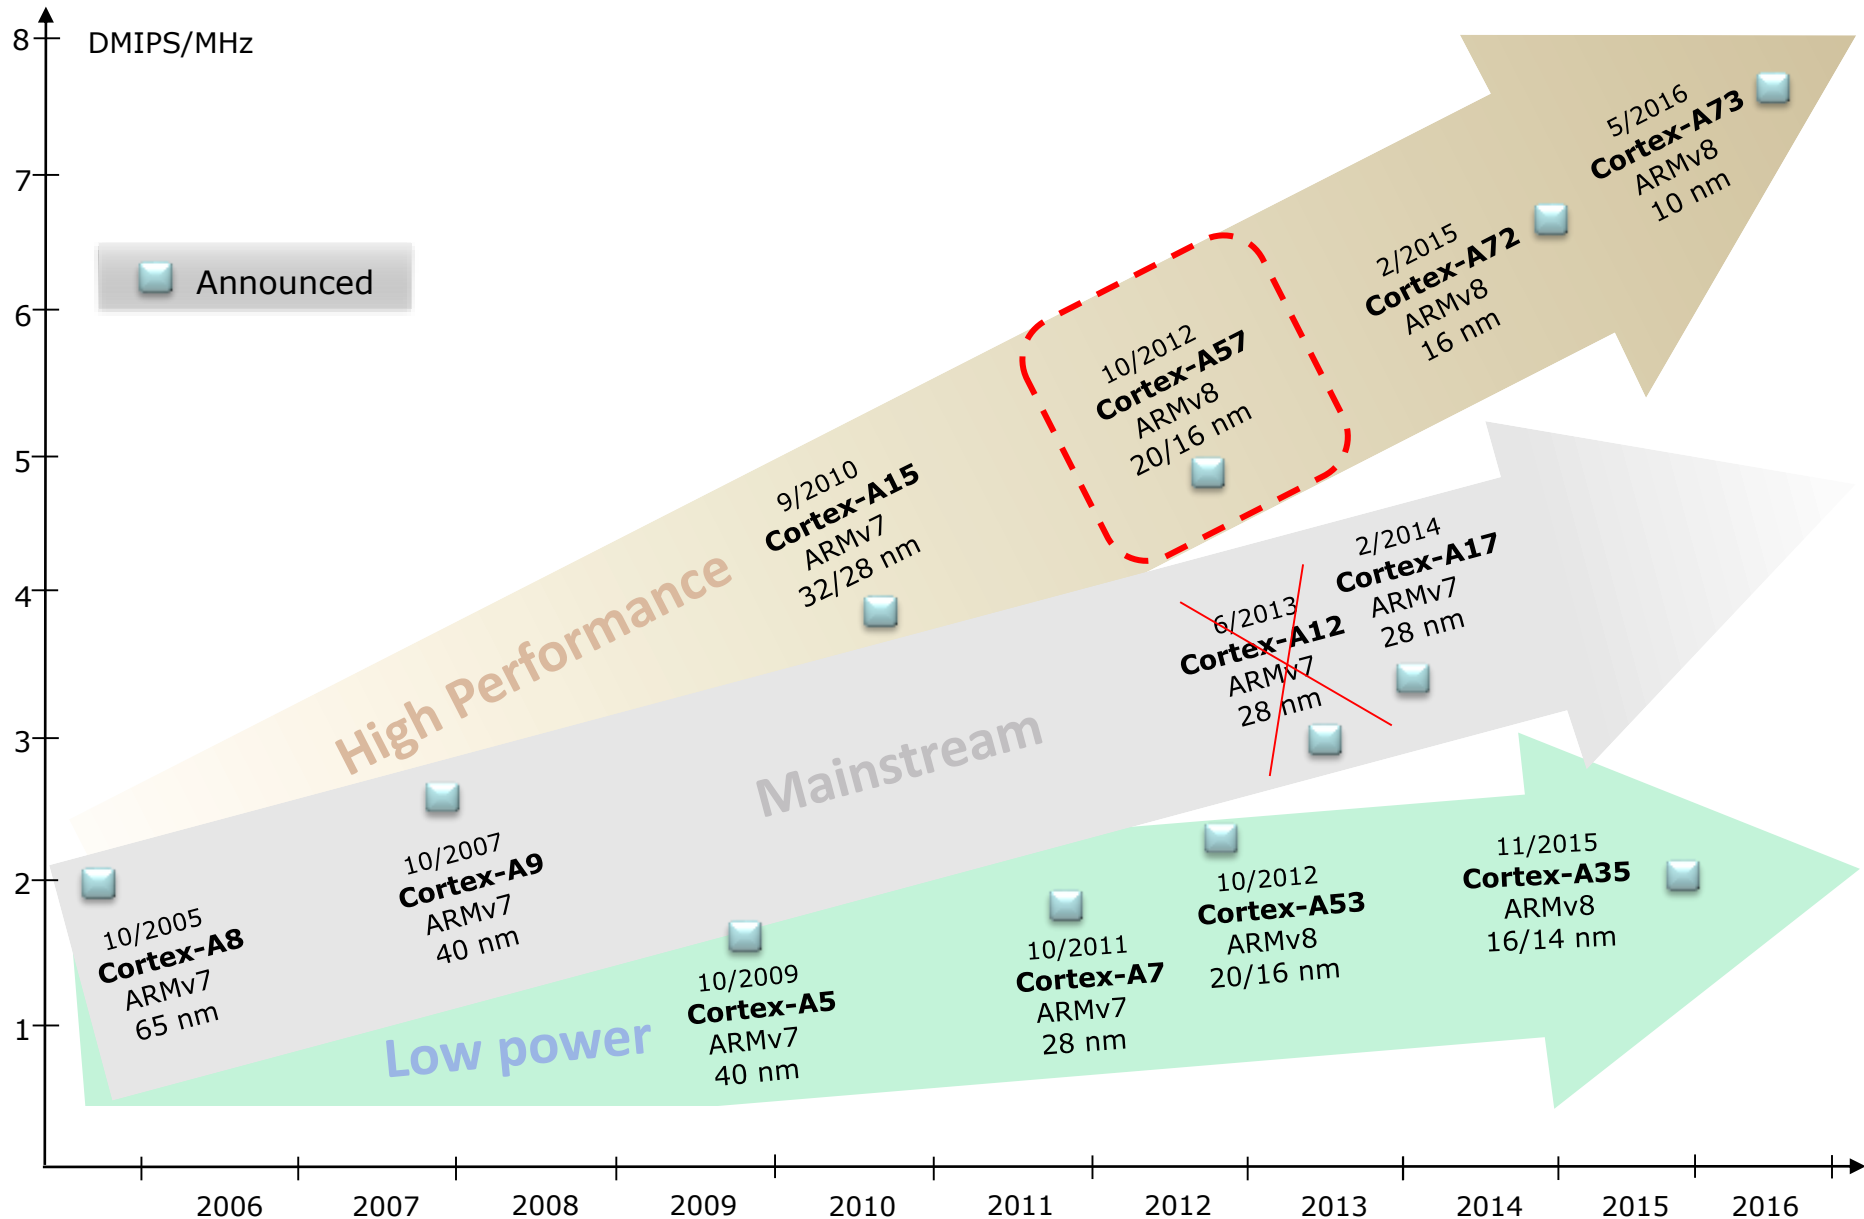 DMIPS/MHz
8
7
6
5
4
3
2
1
Announced
5/2016
Cortex-A73
ARMv8
10 nm
2/2015
Cortex-A72
ARMv8
16 nm
10/2012
Cortex-A57
ARMv8
20/16 nm
9/2010
Cortex-A15
ARMv7
32/28 nm
High Performance
2/2014
Cortex-A17
ARMv7
28 nm
6/2013
Cortex-A12
ARMv7
28 nm
Mainstream
10/2007
Cortex-A9
ARMv7
40 nm
10/2005
Cortex-A8
ARMv7
65 nm
11/2015
Cortex-A35
ARMv8
16/14 nm
10/2012
Cortex-A53
ARMv8
20/16 nm
10/2011
Cortex-A7
ARMv7
28 nm
10/2009
Cortex-A5
ARMv7
40 nm
Low power
2006 2007 2008 2009 2010 2011 2012 2013 2014 2015 2016